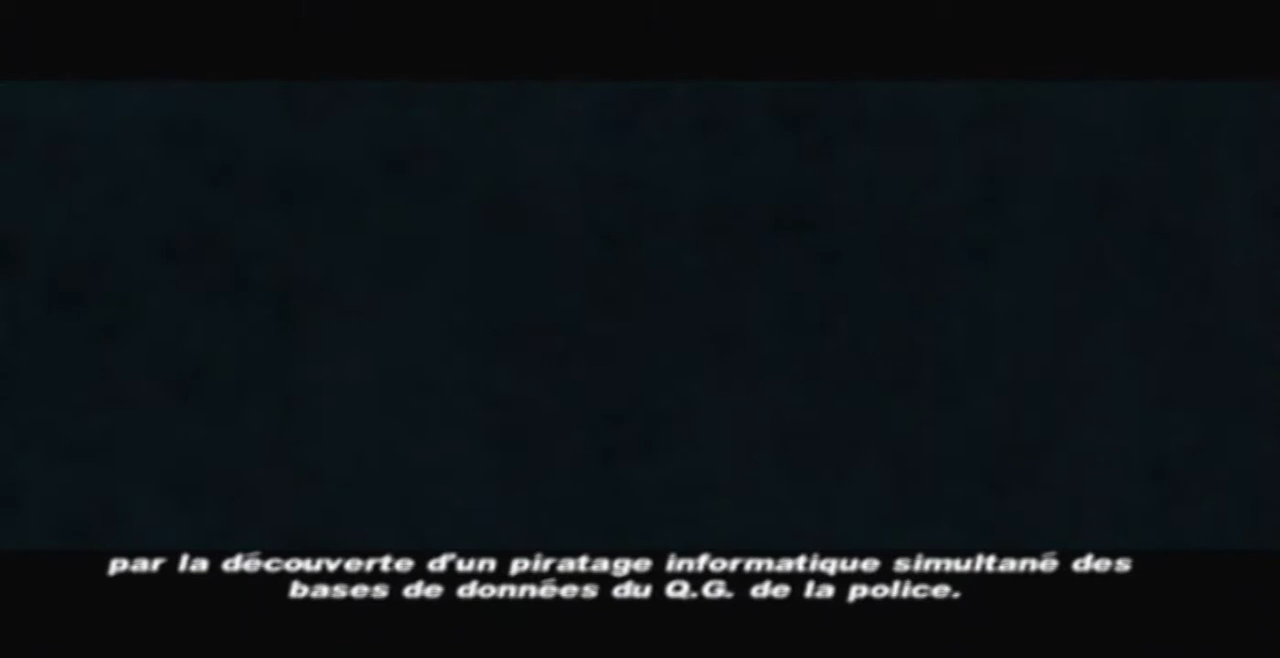 par la découverte d'un piratage informatique simultané des
bases de données du Q.G. de la police.